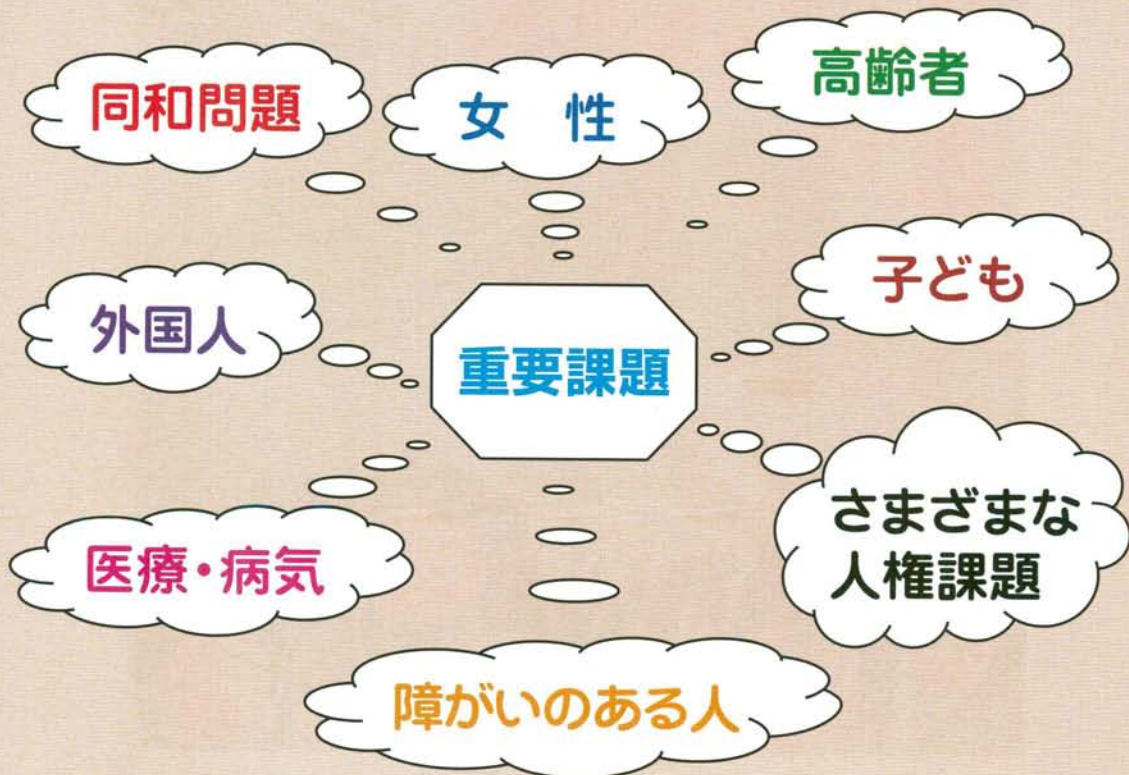 同和問題
女 性
高齢者
外国人
子ども
重要課題
医療・病気
さまざまな
人権課題
障がいのある人